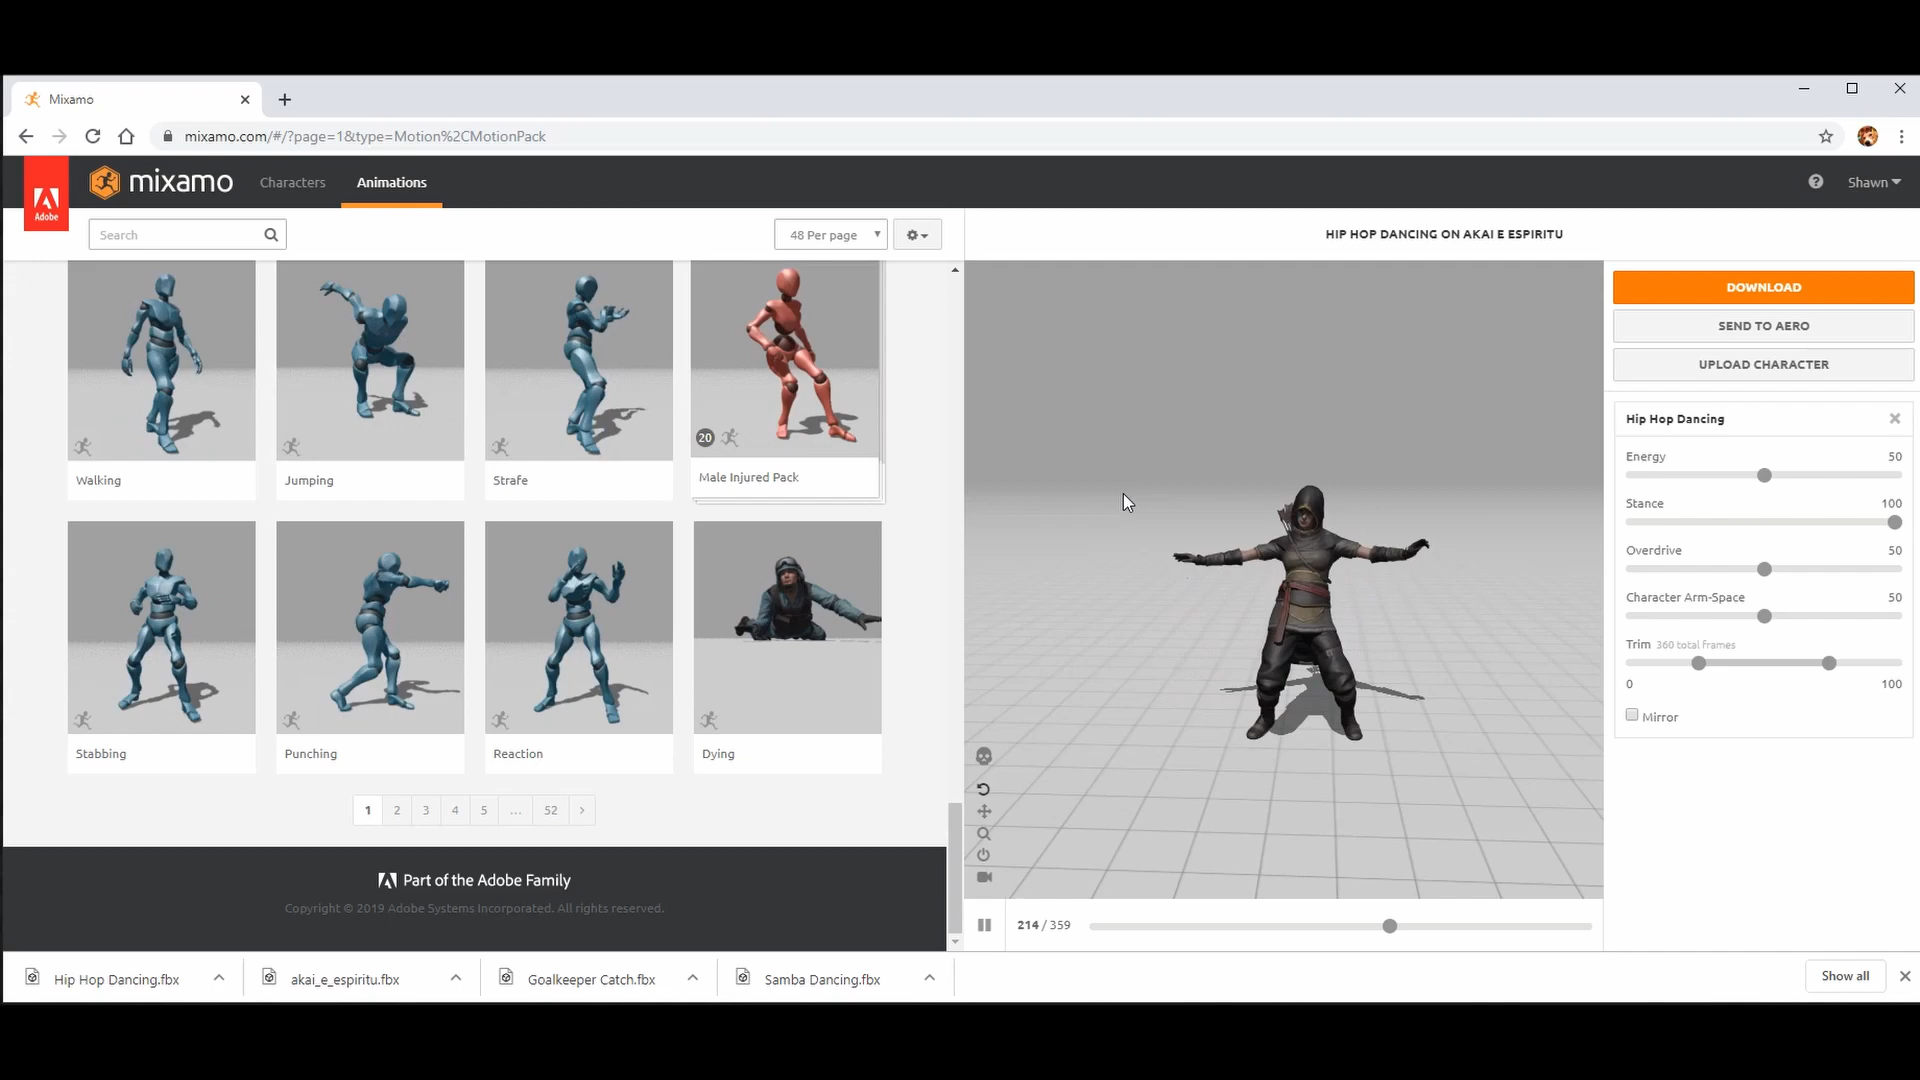 Mixamo
mixamo.com/#/?page=1&type=Motion%2CMotionPack
Adobe
mixamo
Characters
Animations
Shawn
Search
48 Per page
HIP HOP DANCING ON AKAI E ESPIRITU
Walking
Jumping
Strafe
20
Male Injured Pack
Stabbing
Punching
Reaction
Dying
1 2 3 4 5 ... 52 >
Part of the Adobe Family
Copyright © 2019 Adobe Systems Incorporated. All rights reserved.
DOWNLOAD
SEND TO AERO
UPLOAD CHARACTER
Hip Hop Dancing
Energy 50
Stance 100
Overdrive 50
Character Arm-Space 50
Trim 360 total frames
0 100
Mirror
214 / 359
Hip Hop Dancing.fbx
akai_e_espiritu.fbx
Goalkeeper Catch.fbx
Samba Dancing.fbx
Show all